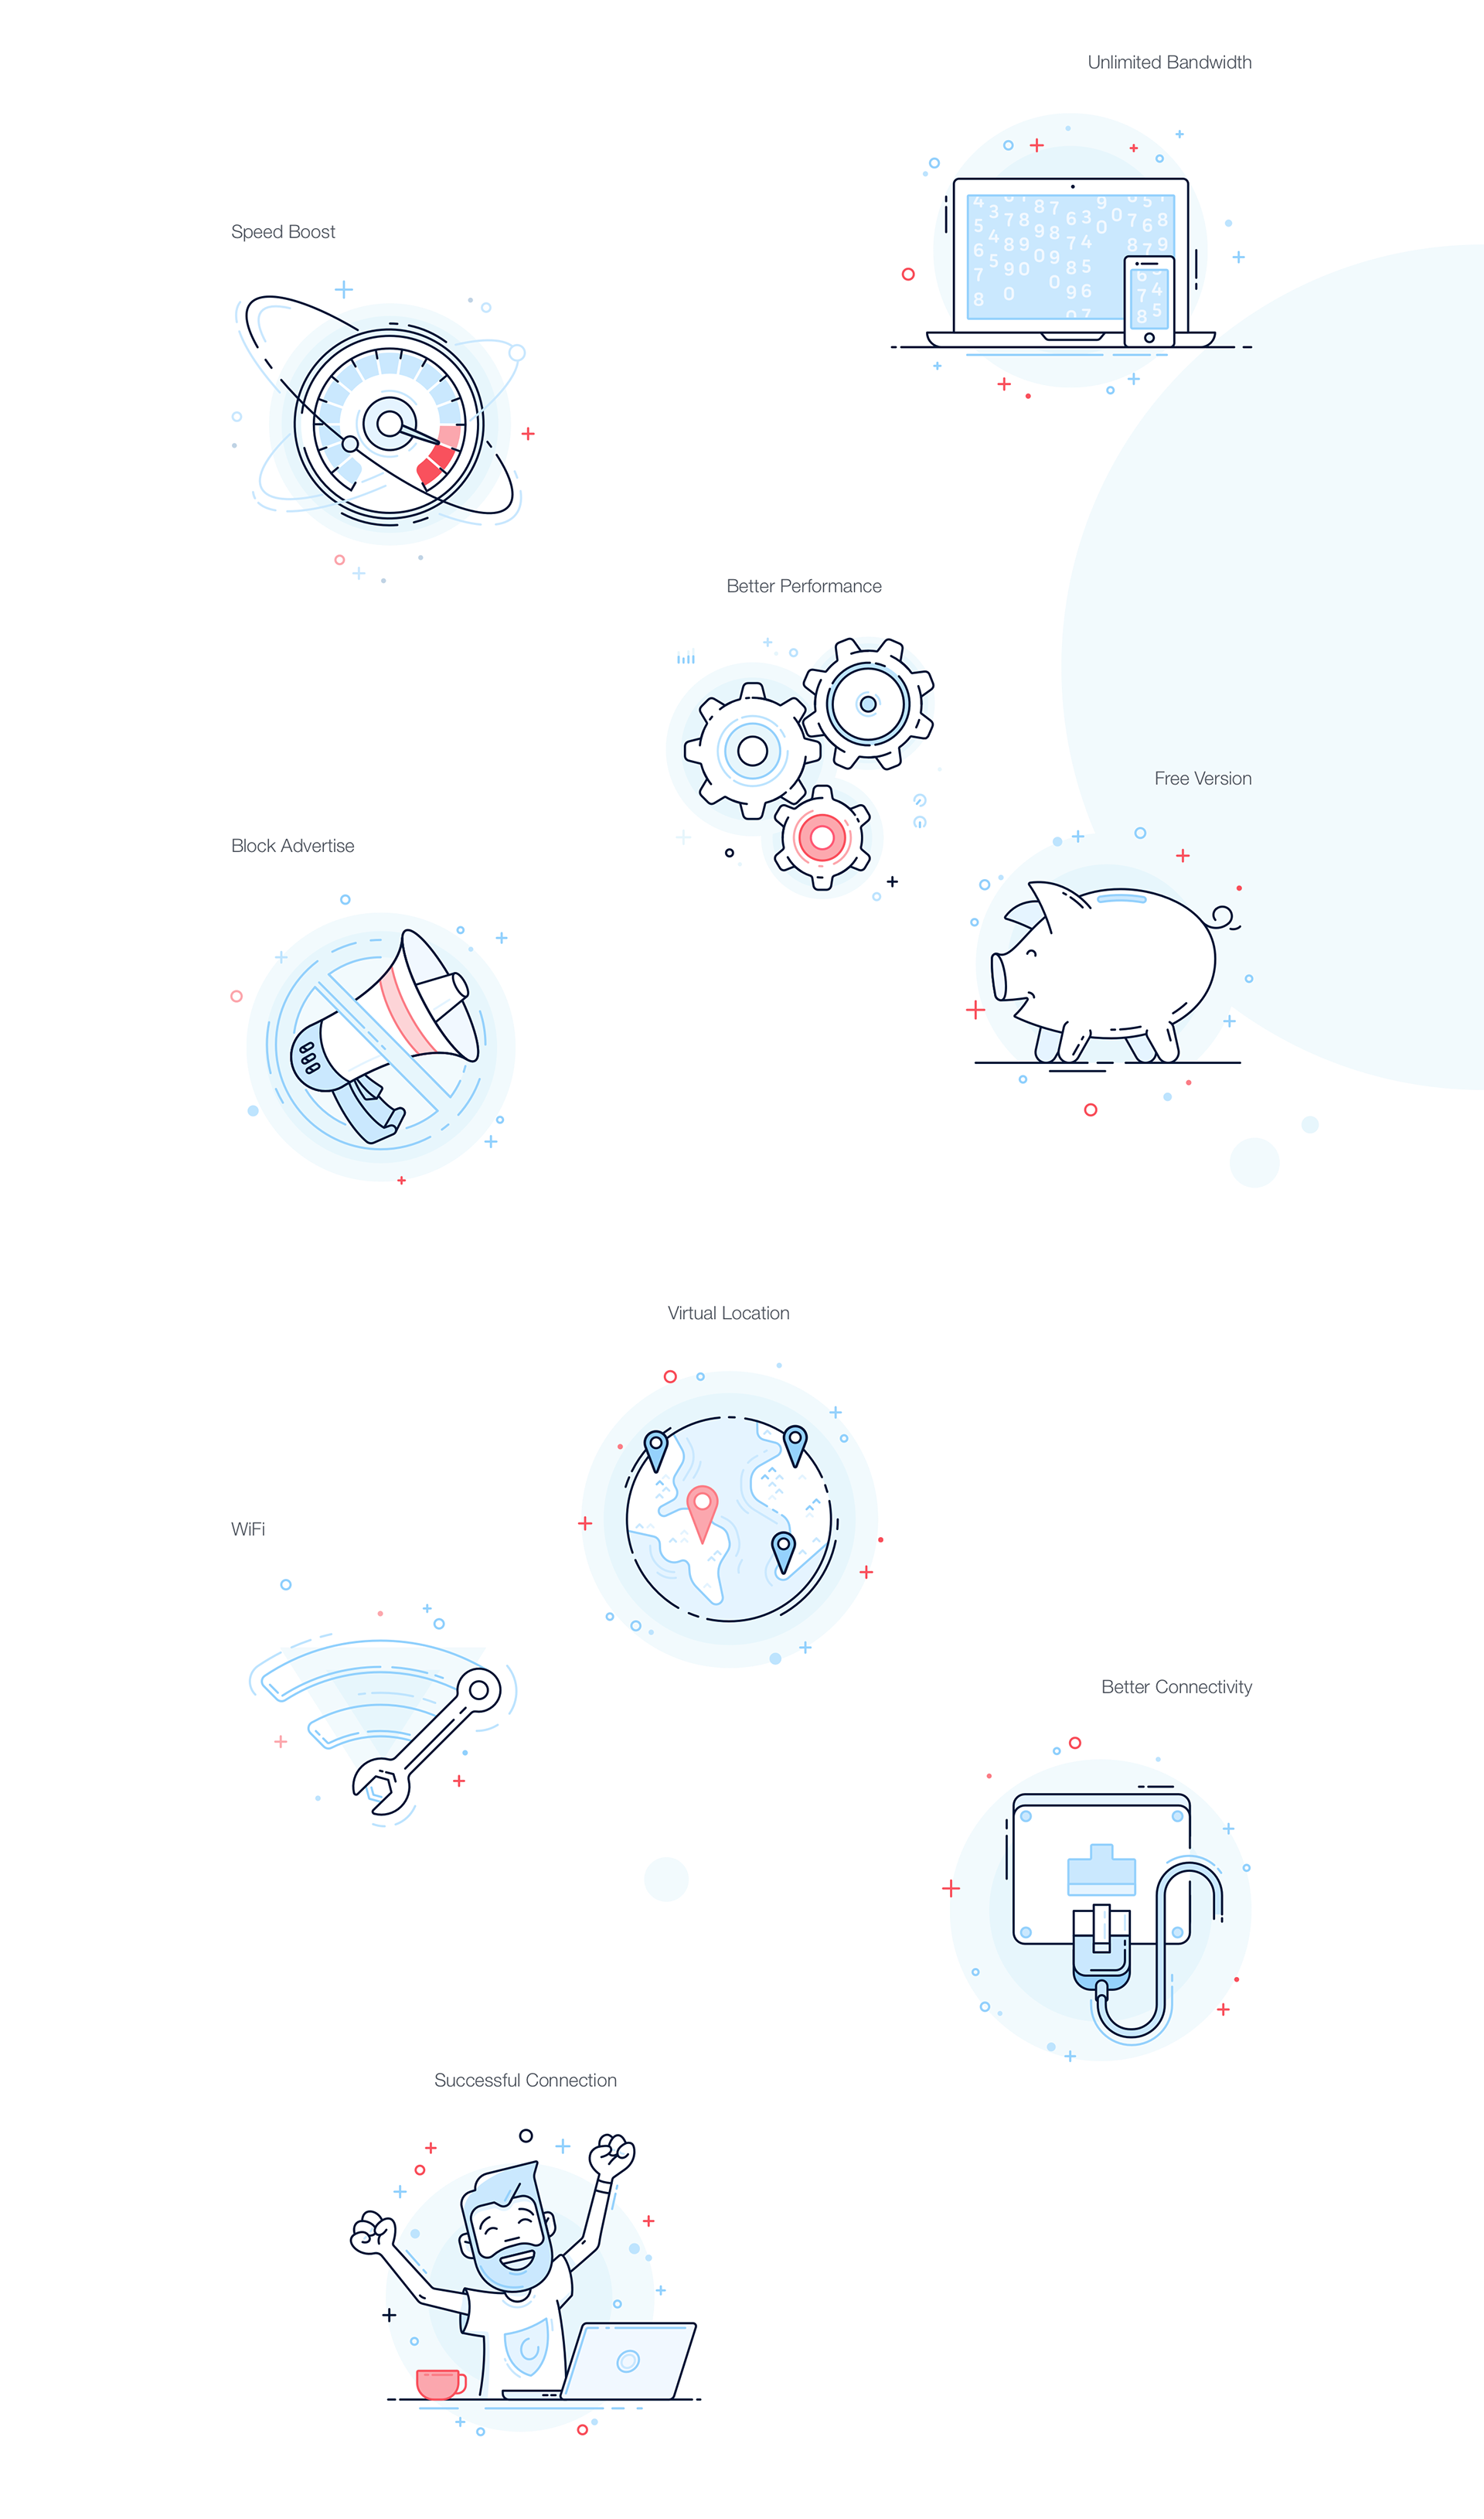 Unlimited Bandwidth
Speed Boost
Better Performance
Free Version
Block Advertise
Virtual Location
WiFi
Better Connectivity
Successful Connection